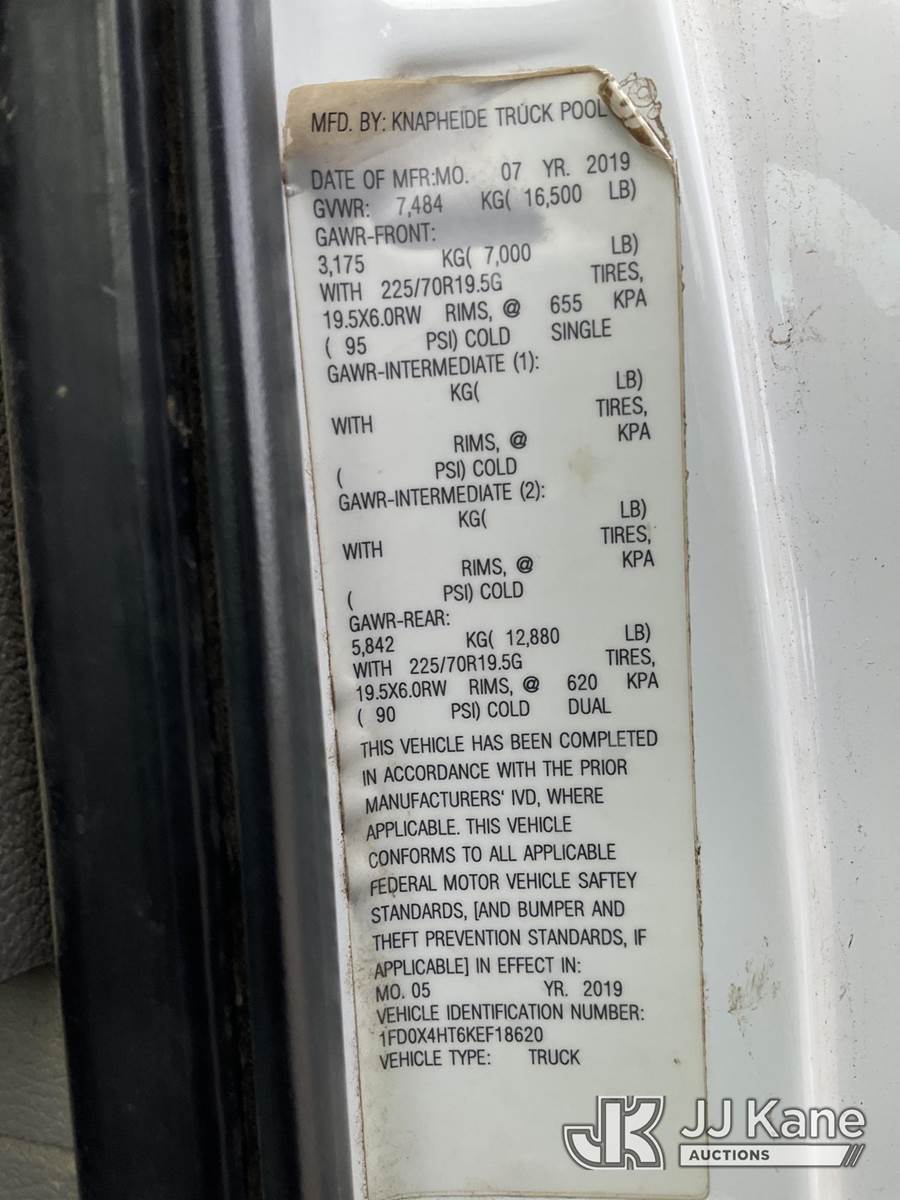 MFD. BY: KNAPHEIDE TRUCK POOL
DATE OF MFR:MO. 07 YR. 2019
GVWR: 7,484 KG( 16,500 LB)
GAWR-FRONT:
3,175 KG( 7,000 LB)
WITH 225/70R19.5G TIRES,
19.5X6.0RW RIMS, @ 655 KPA
( 95 PSI) COLD SINGLE
GAWR-INTERMEDIATE (1):
KG( LB)
WITH TIRES,
RIMS, @ KPA
( PSI) COLD
GAWR-INTERMEDIATE (2):
KG( LB)
WITH TIRES,
RIMS, @ KPA
( PSI) COLD
GAWR-REAR:
5,842 KG( 12,880 LB)
WITH 225/70R19.5G TIRES,
19.5X6.0RW RIMS, @ 620 KPA
( 90 PSI) COLD DUAL
THIS VEHICLE HAS BEEN COMPLETED
IN ACCORDANCE WITH THE PRIOR
MANUFACTURERS' IVD, WHERE
APPLICABLE. THIS VEHICLE
CONFORMS TO ALL APPLICABLE
FEDERAL MOTOR VEHICLE SAFTEY
STANDARDS, [AND BUMPER AND
THEFT PREVENTION STANDARDS, IF
APPLICABLE] IN EFFECT IN:
MO. 05 YR. 2019
VEHICLE IDENTIFICATION NUMBER:
1FD0X4HT6KEF18620
VEHICLE TYPE: TRUCK
JK JJ Kane
AUCTIONS